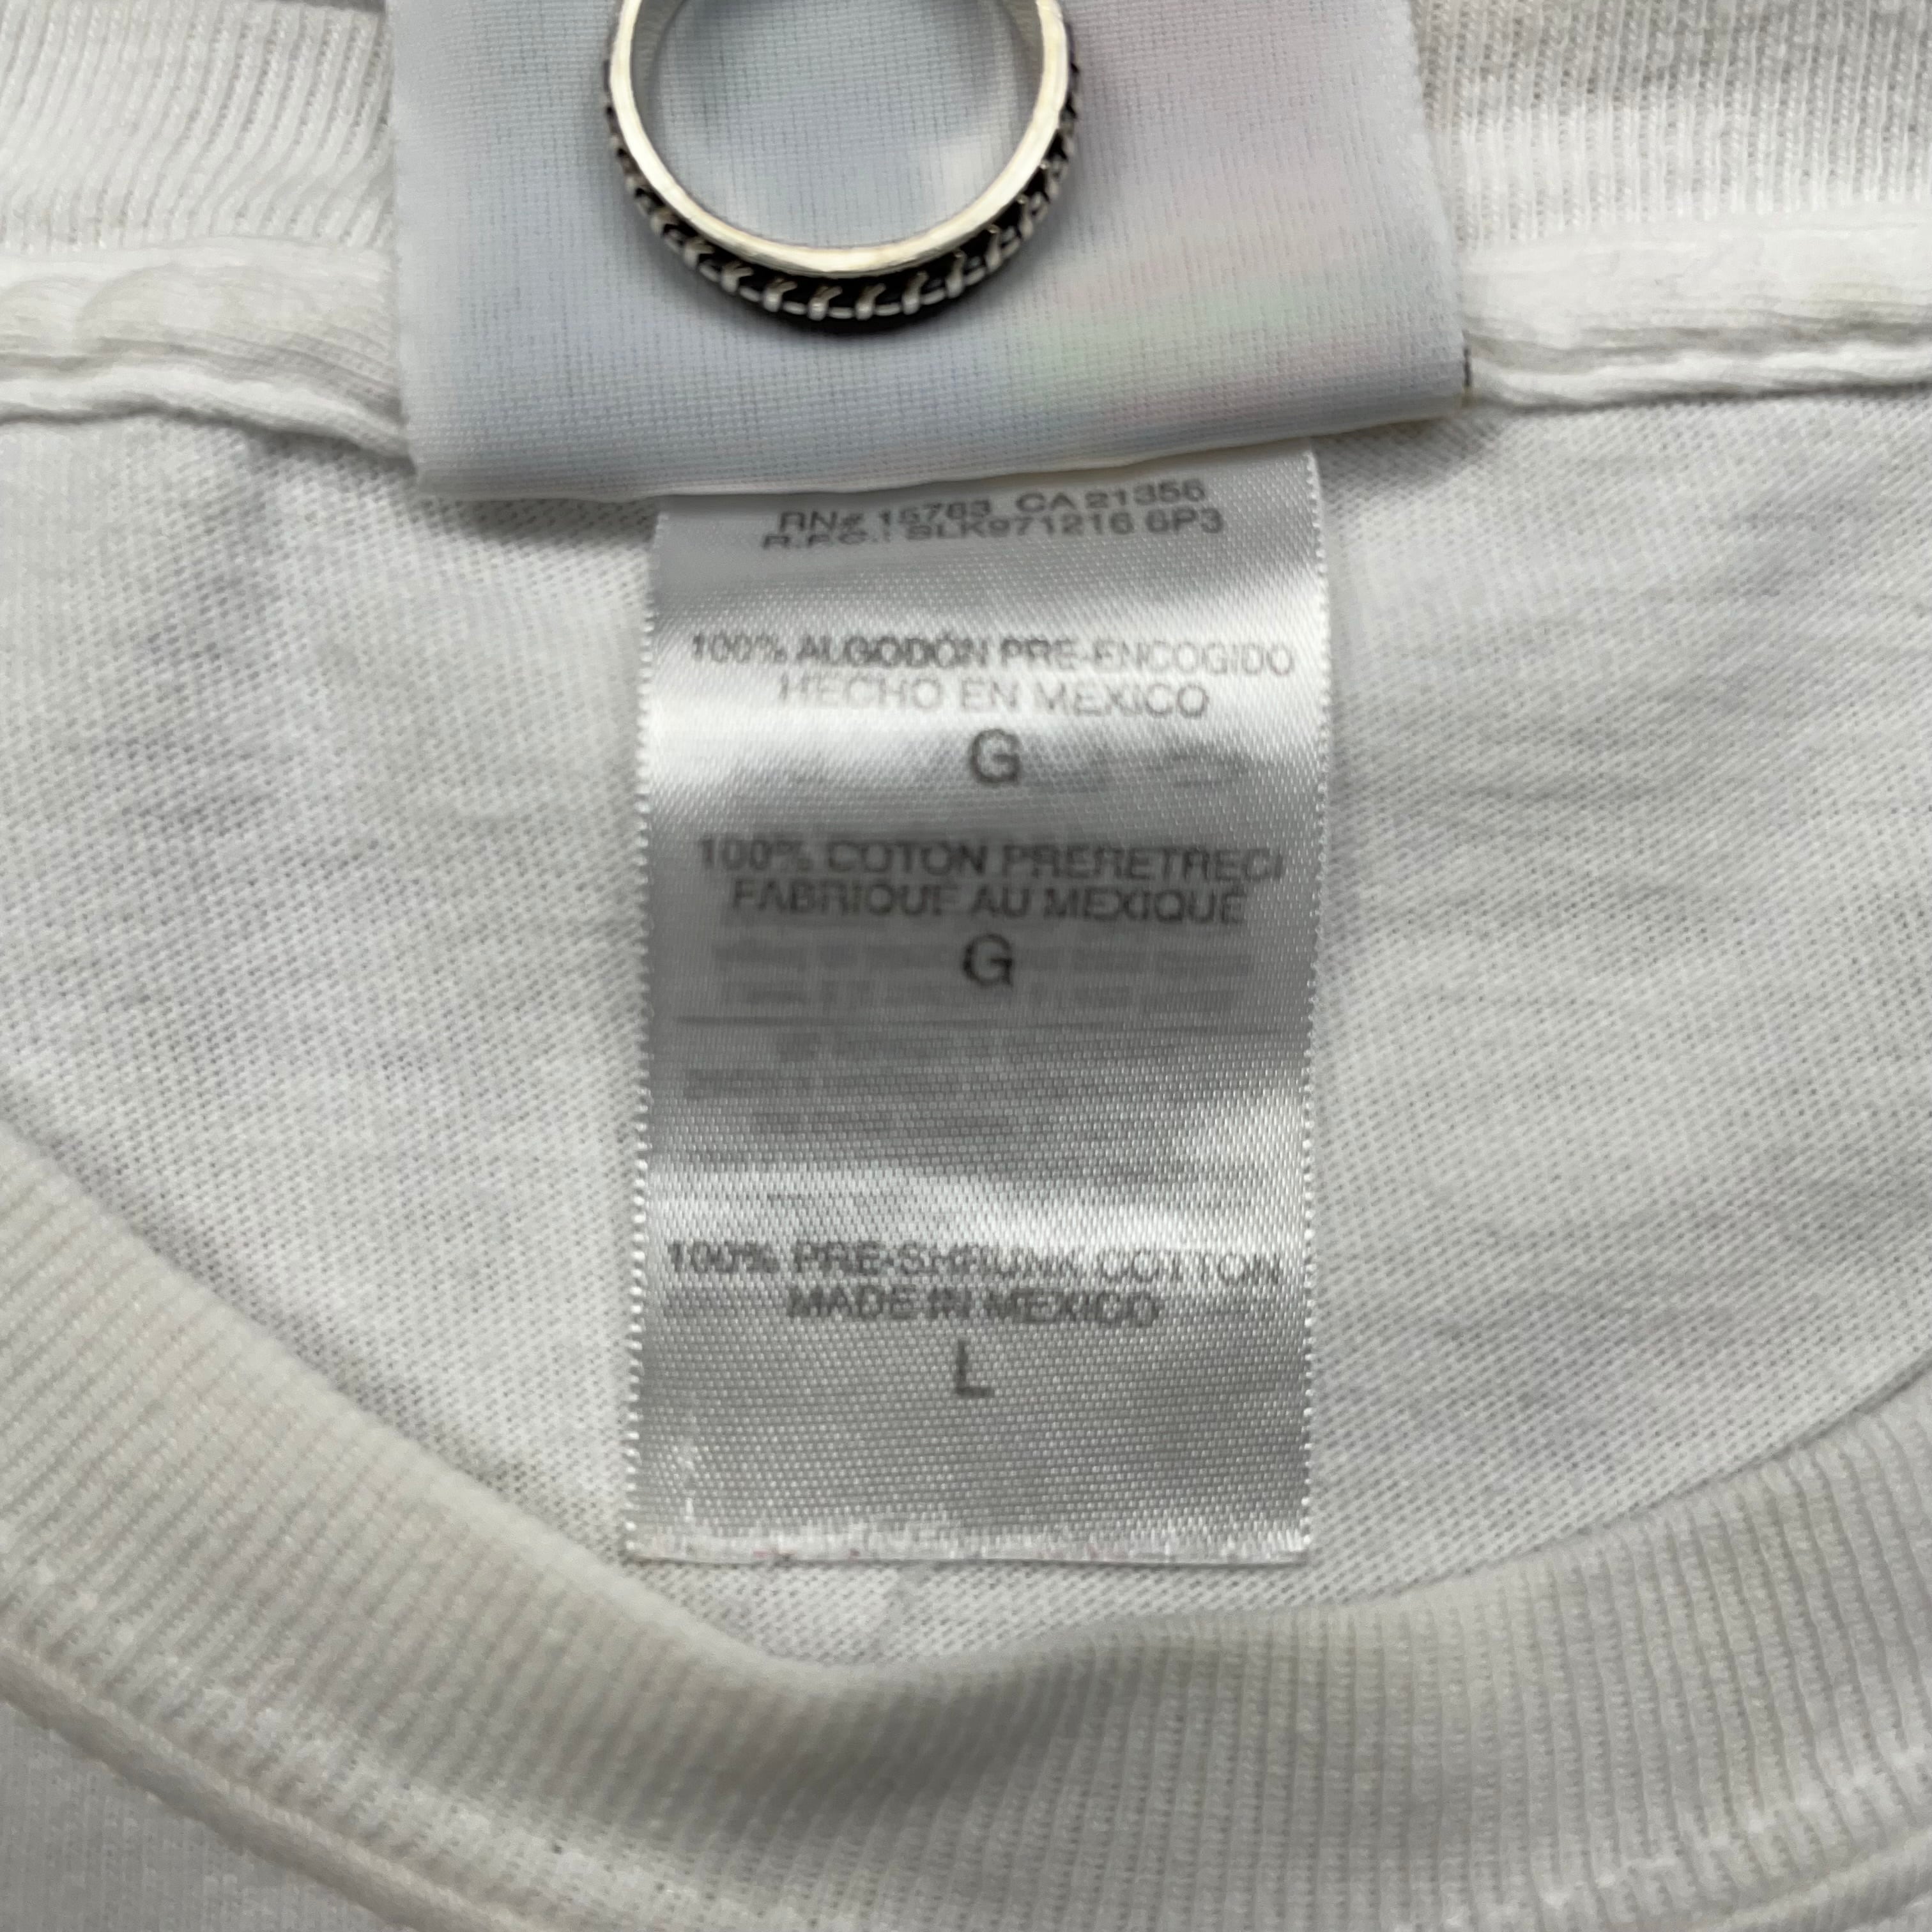 RN# 15783 CA 21356
R.F.C.: SLK971216 6P3
100% ALGODÓN PRE-ENCOGIDO
HECHO EN MEXICO
G
100% COTON PRERETRECI
FABRIQUE AU MEXIQUE
G
100% PRE-SHRUNK COTTON
MADE IN MEXICO
L